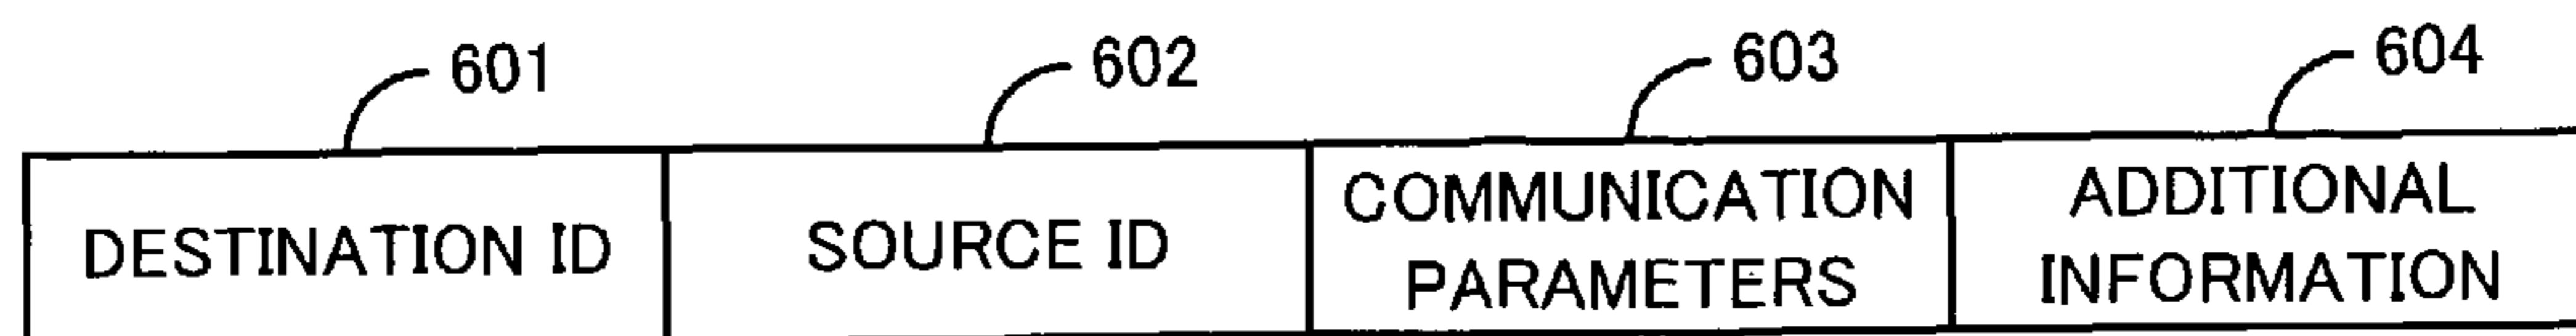 601 602 603 604
DESTINATION ID
SOURCE ID
COMMUNICATION
PARAMETERS
ADDITIONAL
INFORMATION